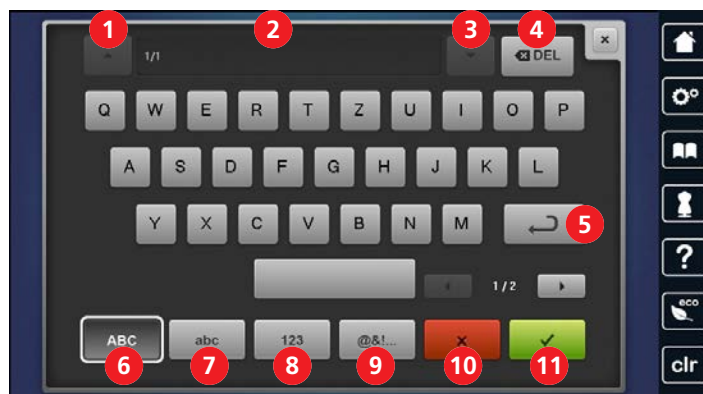 1 2 3 4
1/1 DEL ×
Q W E R T Z U I O P
A S D F G H J K L
Y X C V B N M 5
1/2
?
eco
ABC abc 123 @&!... × ✓
6 7 8 9 10 11
clr